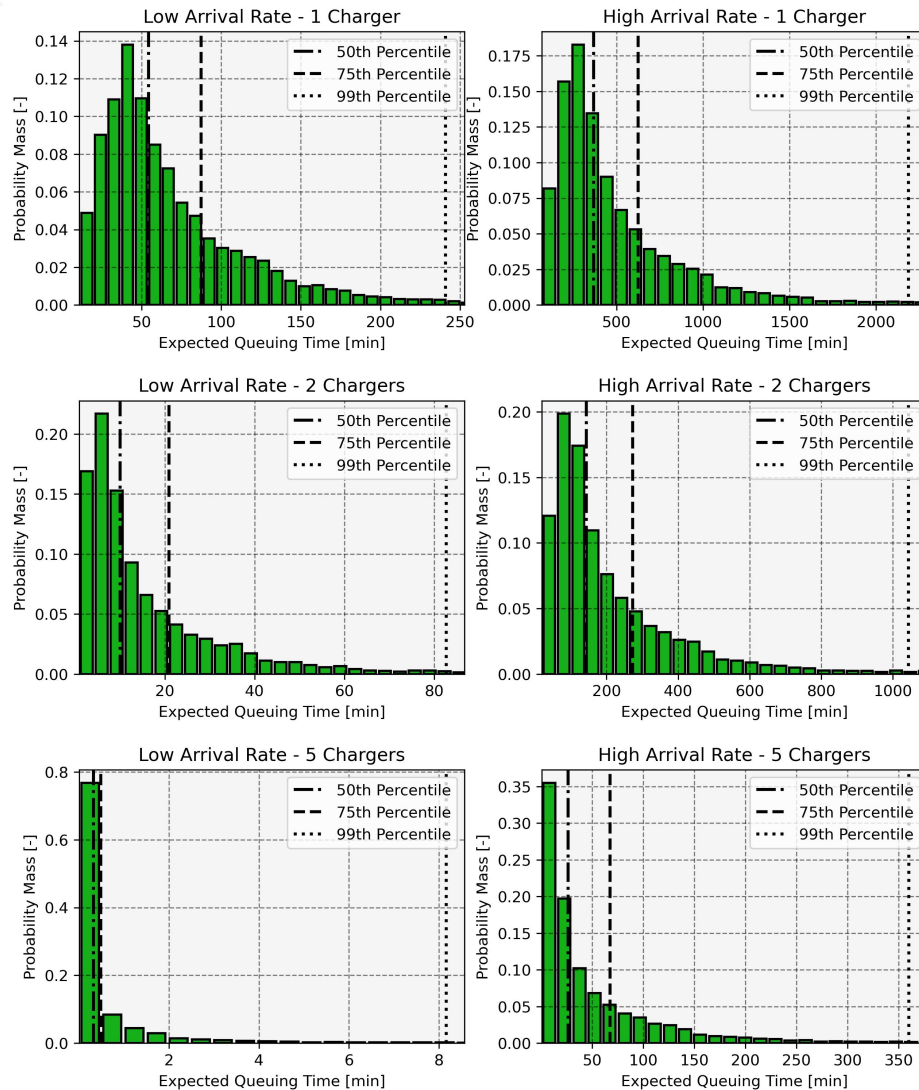 Low Arrival Rate - 1 Charger
Probability Mass [-]
0.14
0.12
0.10
0.08
0.06
0.04
0.02
0.00
50th Percentile
75th Percentile
99th Percentile
50
100
150
200
250
Expected Queuing Time [min]
High Arrival Rate - 1 Charger
Probability Mass [-]
0.175
0.150
0.125
0.100
0.075
0.050
0.025
0.000
50th Percentile
75th Percentile
99th Percentile
500
1000
1500
2000
Expected Queuing Time [min]
Low Arrival Rate - 2 Chargers
Probability Mass [-]
0.20
0.15
0.10
0.05
0.00
50th Percentile
75th Percentile
99th Percentile
20
40
60
80
Expected Queuing Time [min]
High Arrival Rate - 2 Chargers
Probability Mass [-]
0.20
0.15
0.10
0.05
0.00
50th Percentile
75th Percentile
99th Percentile
200
400
600
800
1000
Expected Queuing Time [min]
Low Arrival Rate - 5 Chargers
Probability Mass [-]
0.8
0.6
0.4
0.2
0.0
50th Percentile
75th Percentile
99th Percentile
2
4
6
8
Expected Queuing Time [min]
High Arrival Rate - 5 Chargers
Probability Mass [-]
0.35
0.30
0.25
0.20
0.15
0.10
0.05
0.00
50th Percentile
75th Percentile
99th Percentile
50
100
150
200
250
300
350
Expected Queuing Time [min]